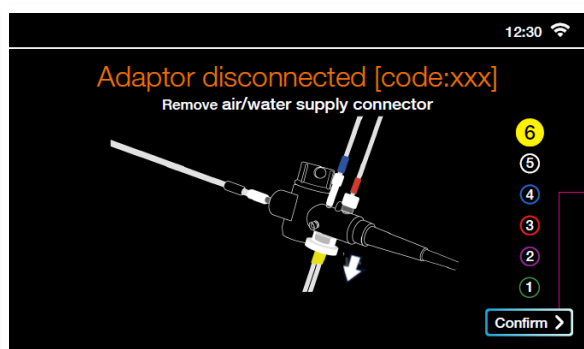 12:30
Adaptor disconnected [code:xxx]
Remove air/water supply connector
6
5
4
3
2
1
Confirm